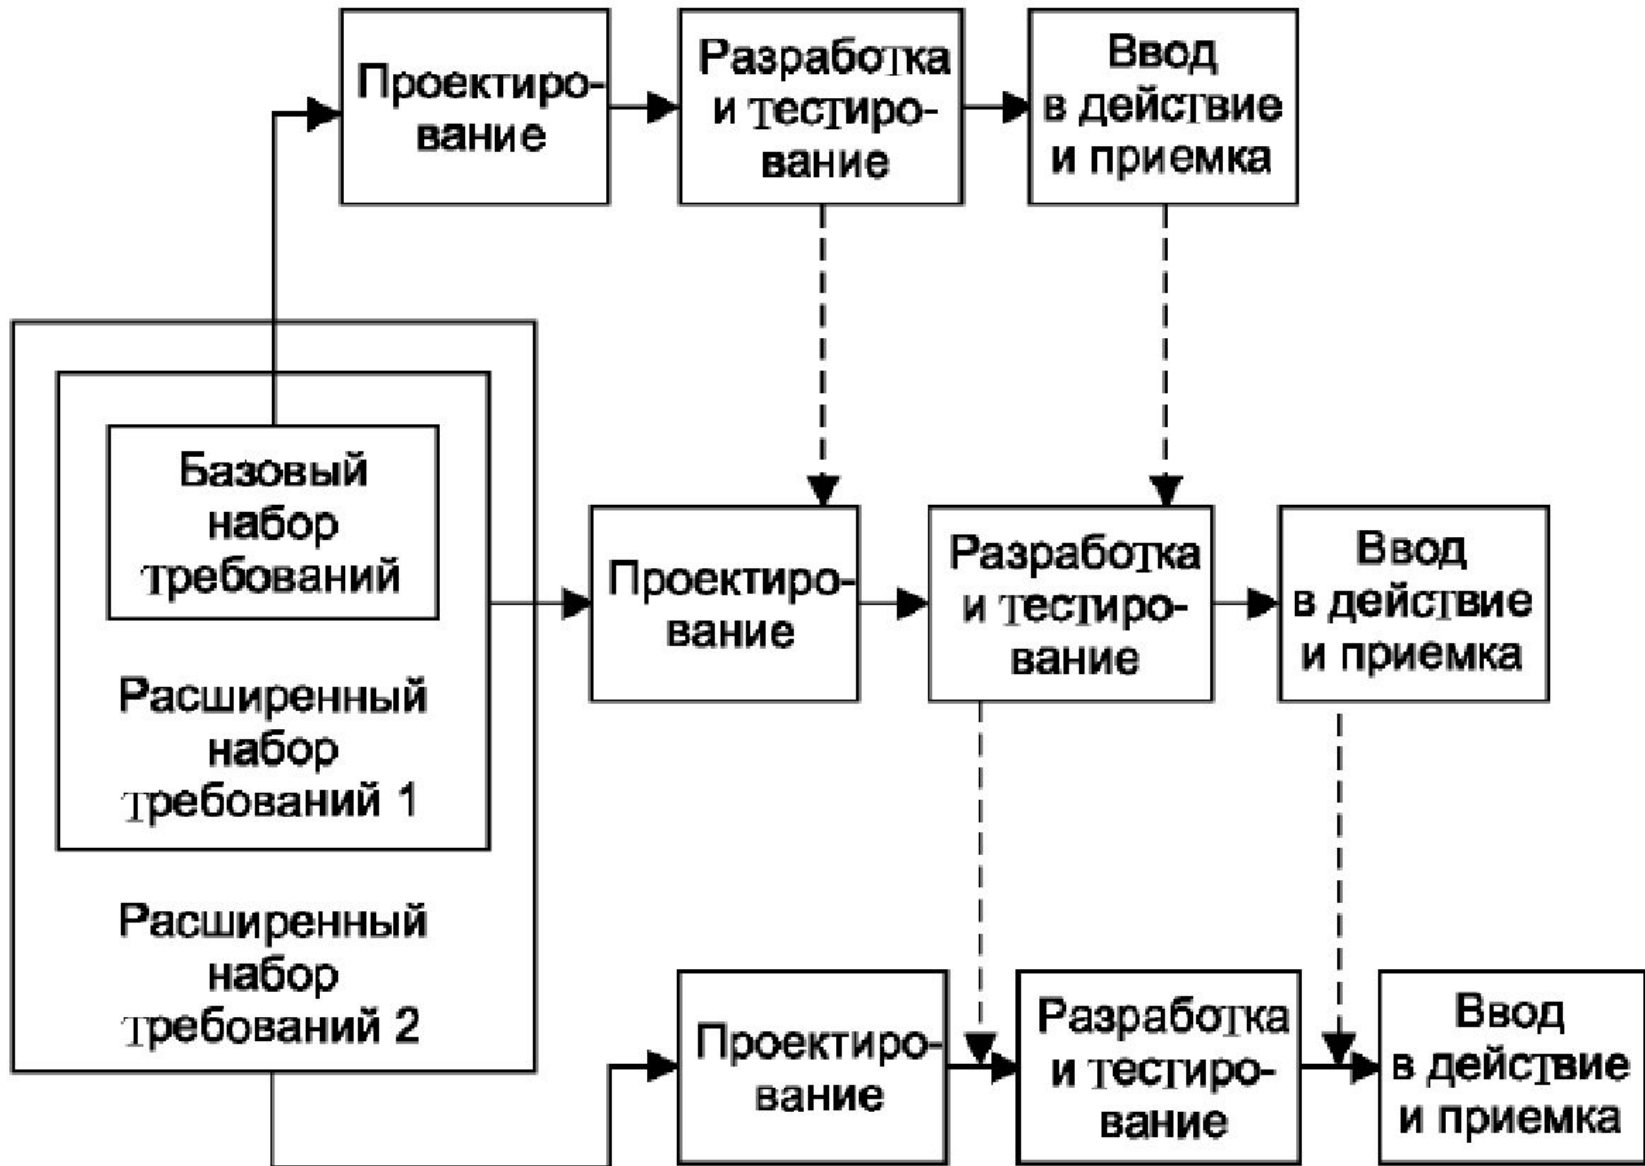 Проектиро-
вание
Разработка
и тестиро-
вание
Ввод
в действие
и приемка
Базовый
набор
требований
Расширенный
набор
требований 1
Расширенный
набор
требований 2
Проектиро-
вание
Разработка
и тестиро-
вание
Ввод
в действие
и приемка
Проектиро-
вание
Разработка
и тестиро-
вание
Ввод
в действие
и приемка